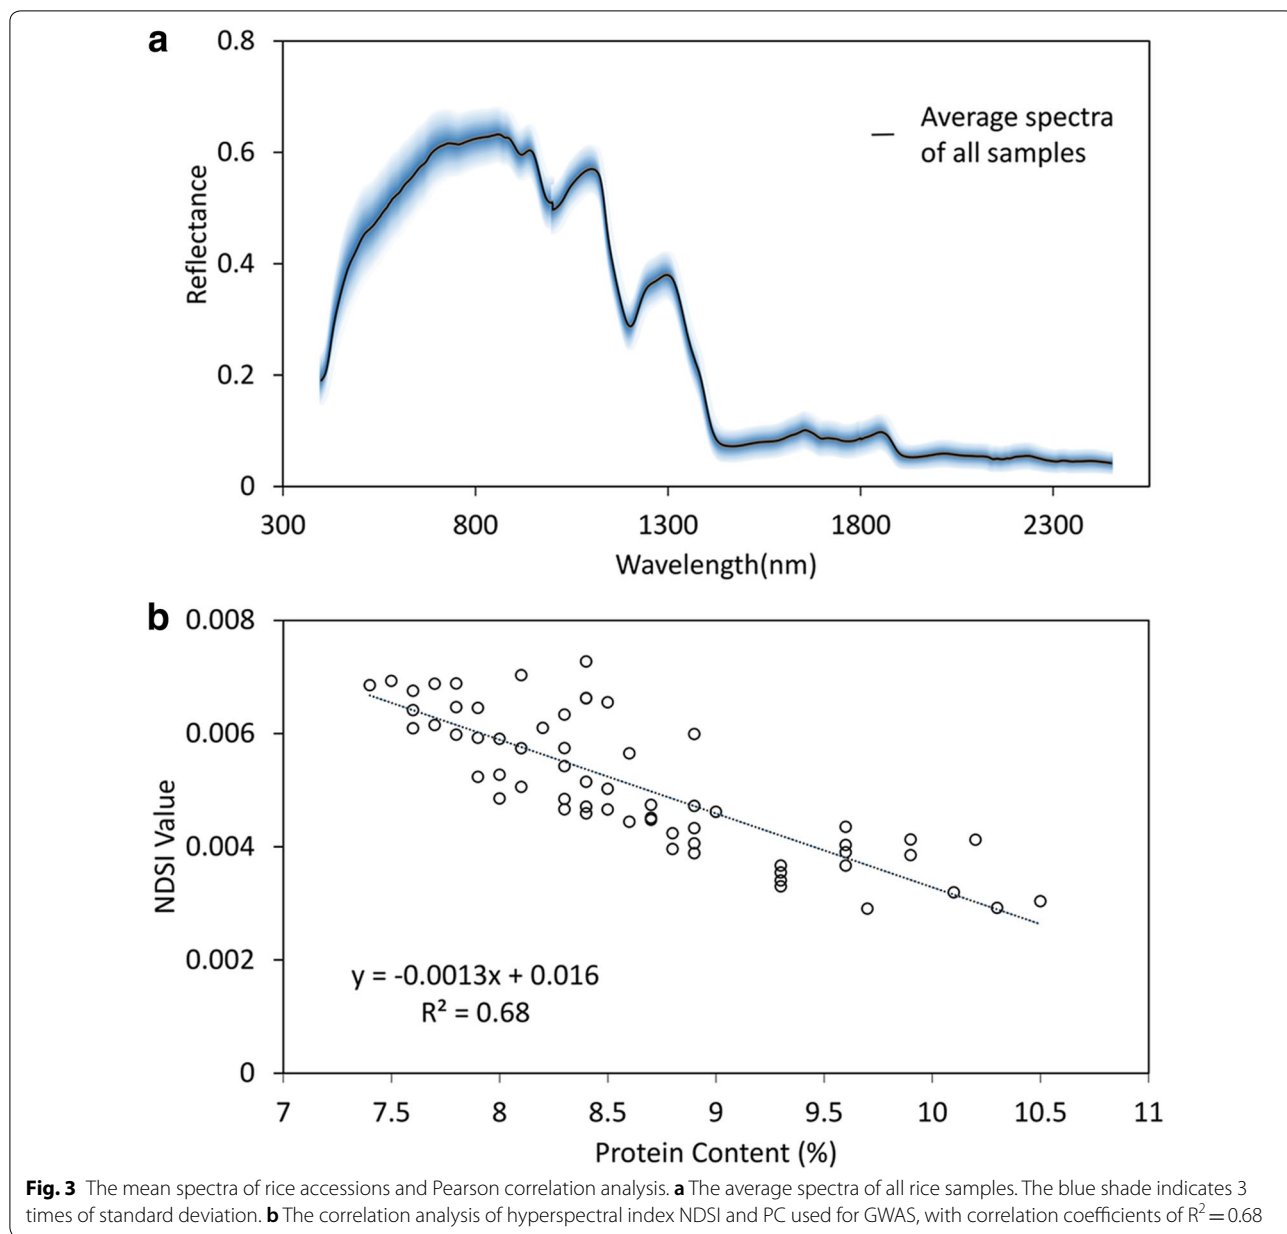 a
0.8
0.6
0.4
0.2
0
Reflectance
Average spectra
of all samples
300 800 1300 1800 2300
Wavelength(nm)
b
0.008
0.006
0.004
0.002
0
NDSI Value
y = -0.0013x + 0.016
R² = 0.68
7 7.5 8 8.5 9 9.5 10 10.5 11
Protein Content (%)
Fig. 3 The mean spectra of rice accessions and Pearson correlation analysis. a The average spectra of all rice samples. The blue shade indicates 3
times of standard deviation. b The correlation analysis of hyperspectral index NDSI and PC used for GWAS, with correlation coefficients of R² = 0.68